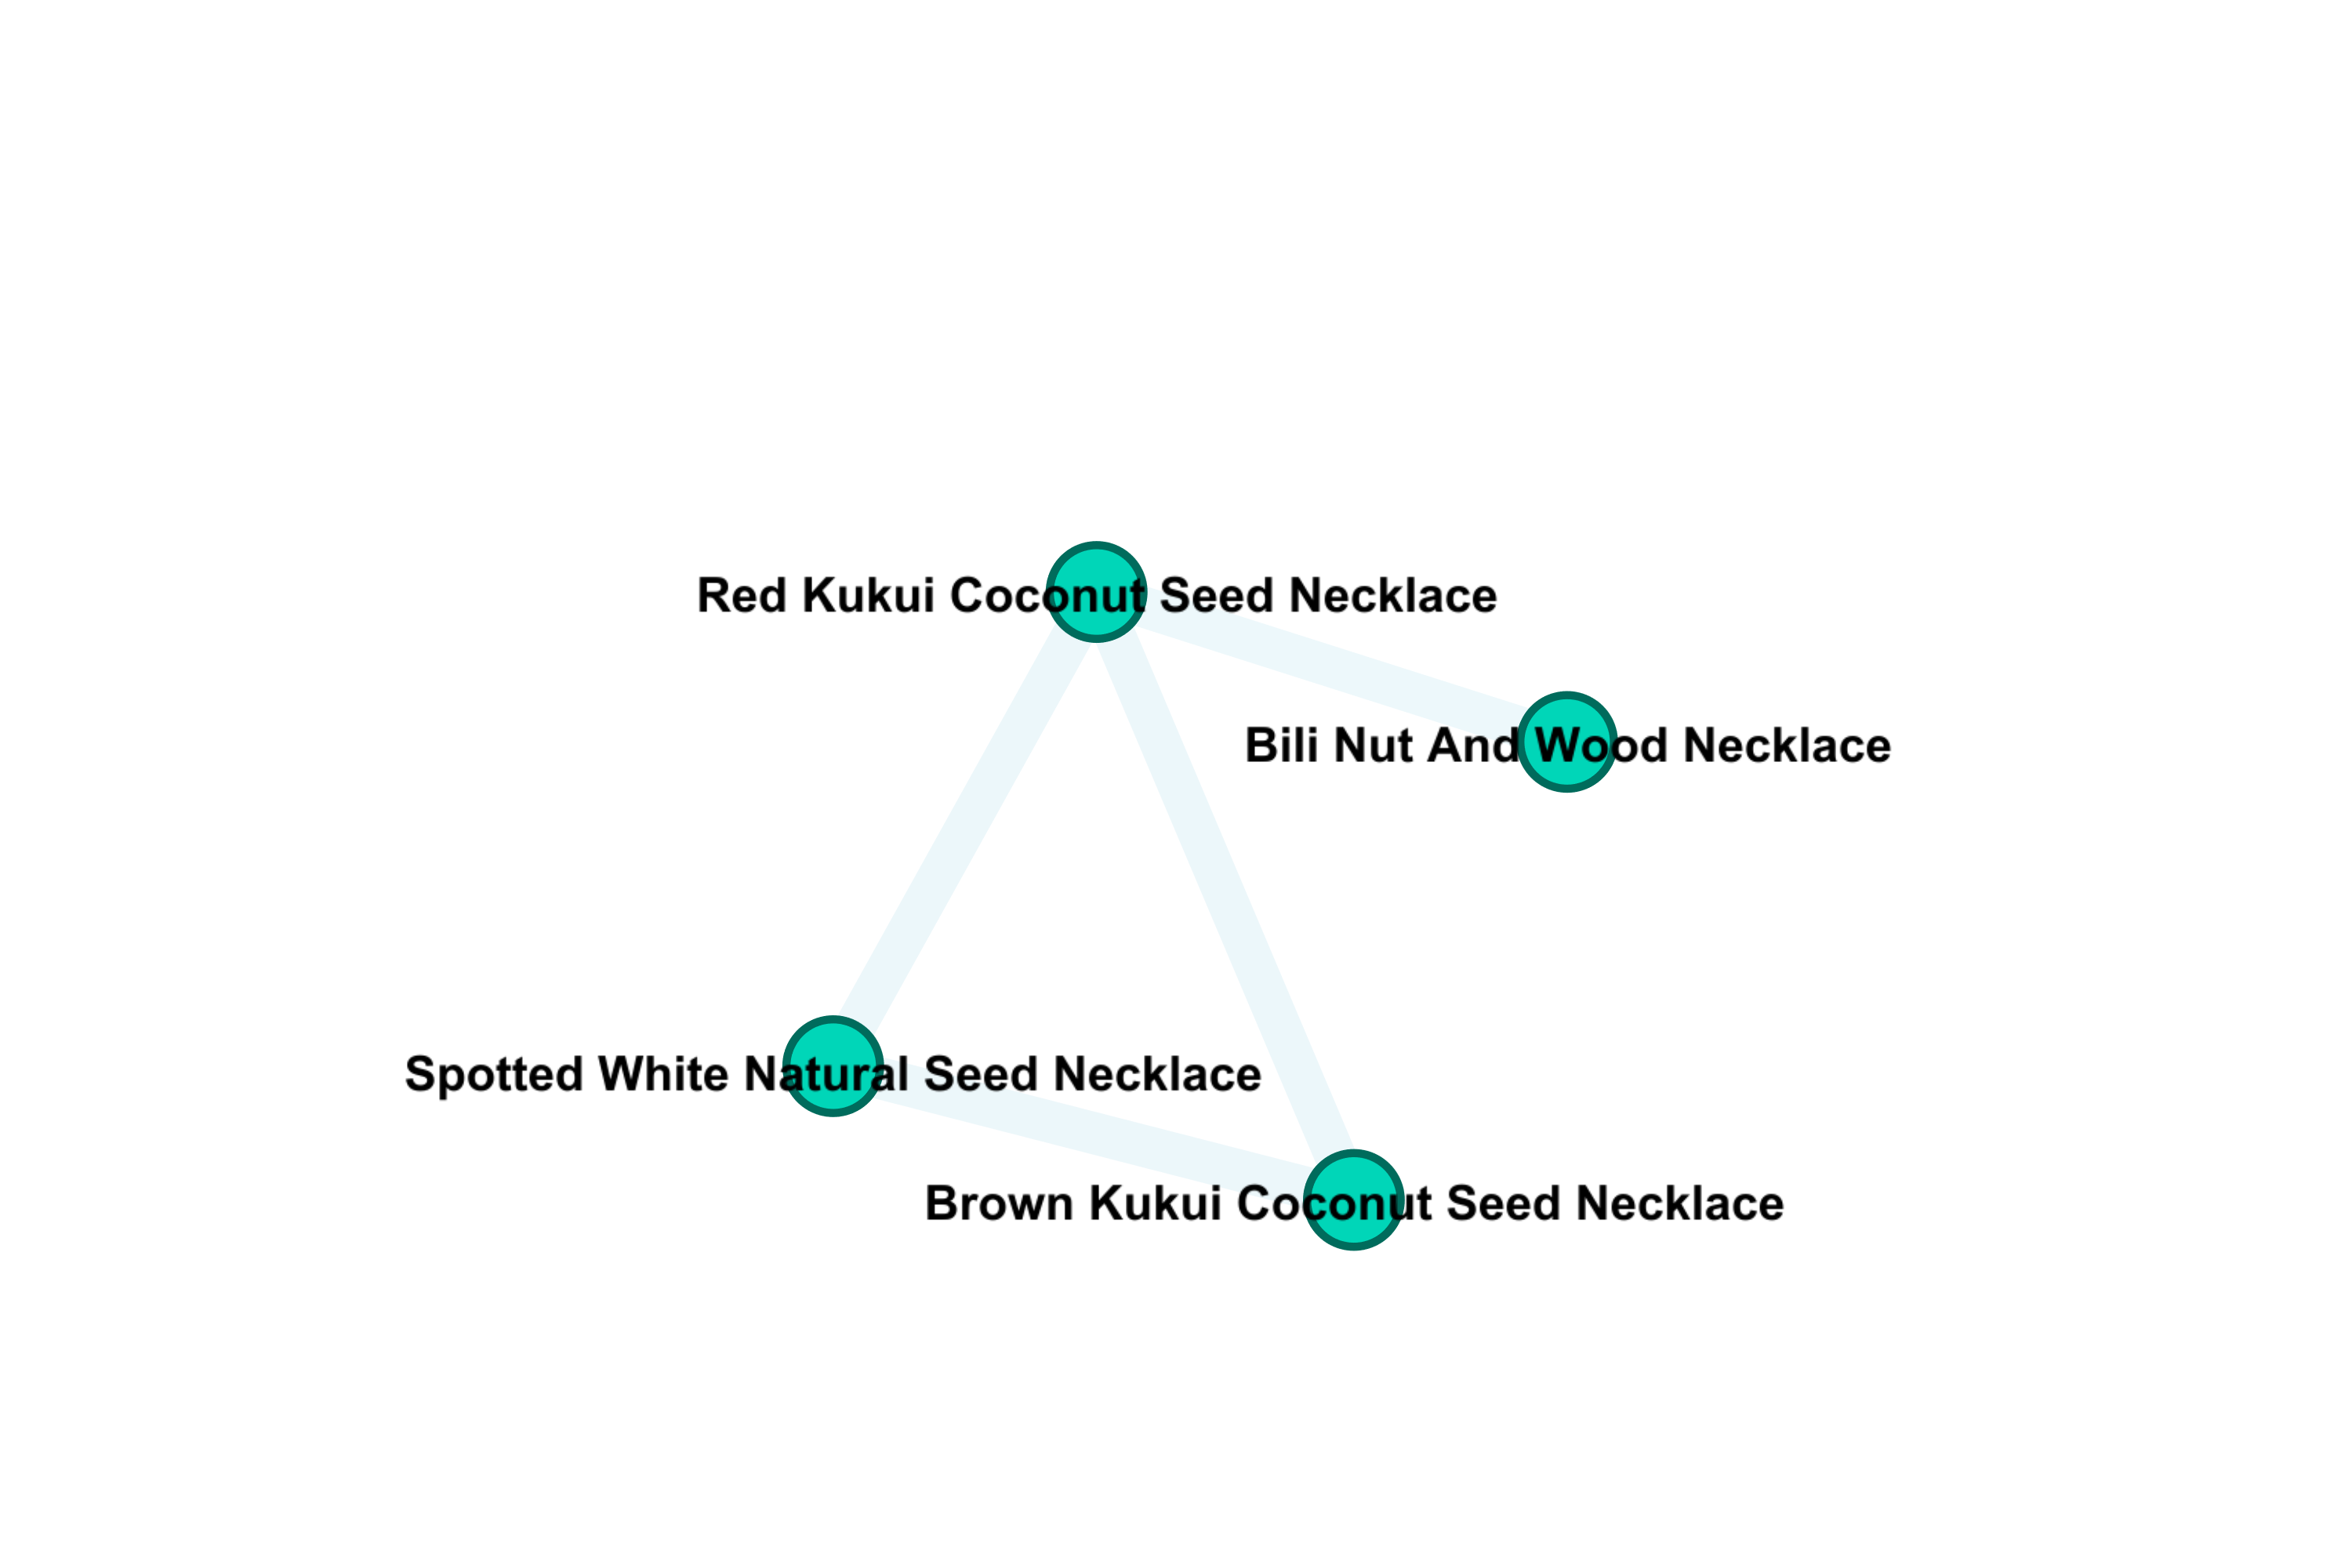 Red Kukui Coconut Seed Necklace
Bili Nut And Wood Necklace
Spotted White Natural Seed Necklace
Brown Kukui Coconut Seed Necklace